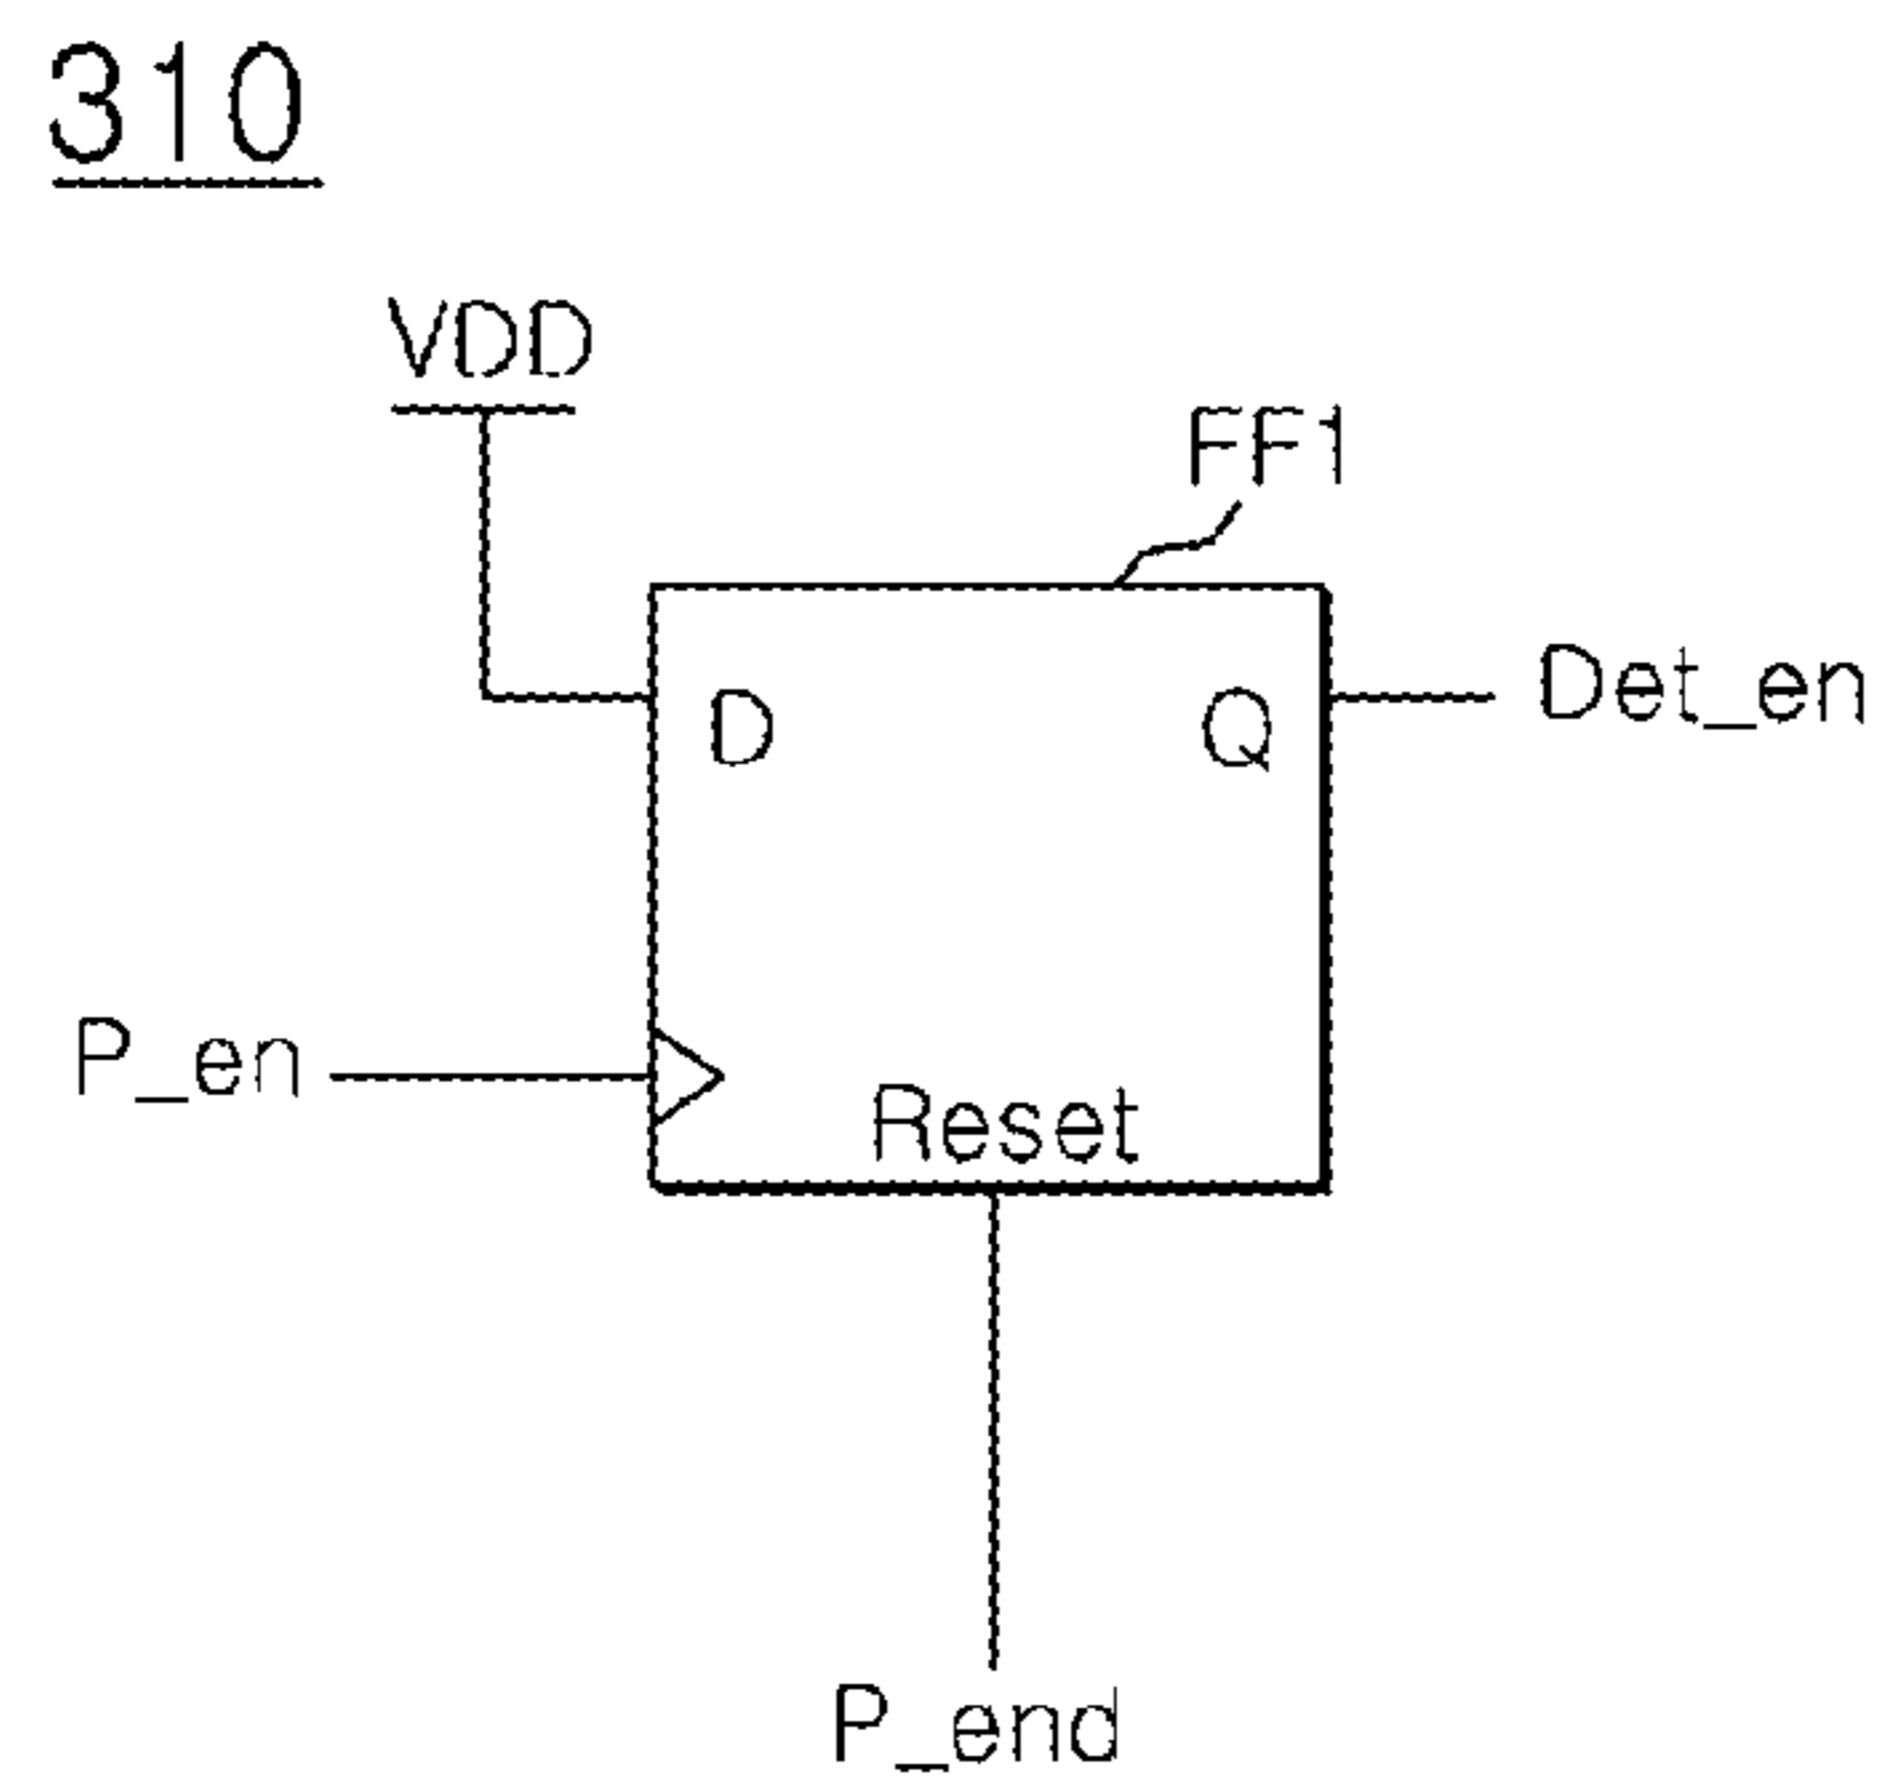 310
VDD
FF1
D
Q
Det_en
P_en
Reset
P_end